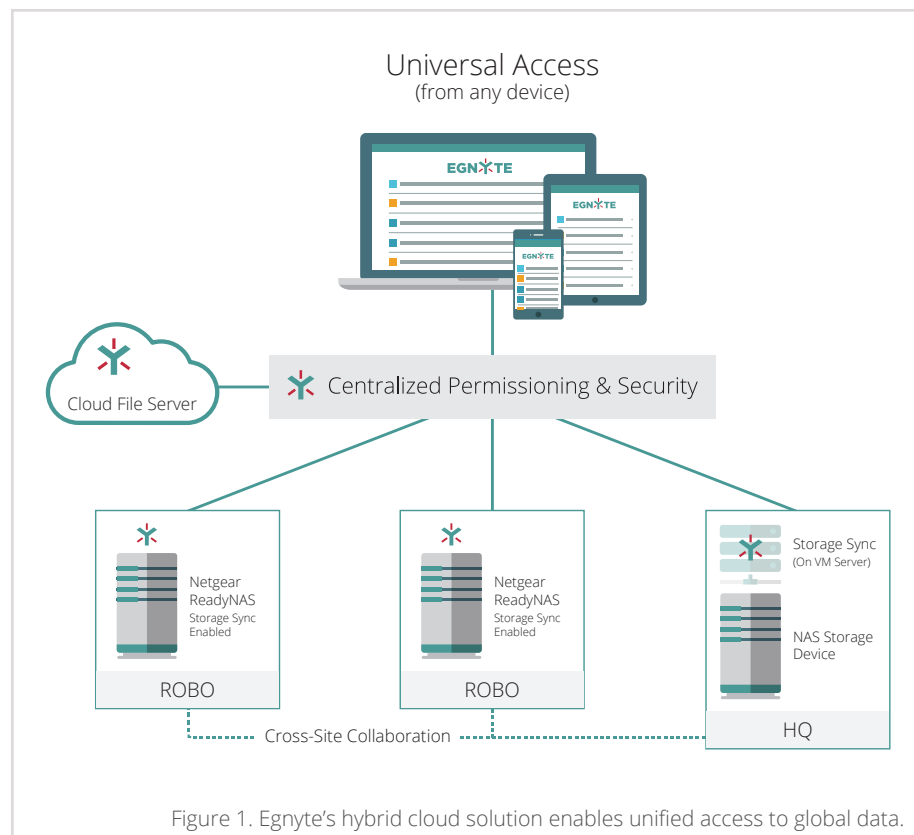 Universal Access
(from any device)
EGNYTE
EGNYTE
EGNYTE
Cloud File Server
Centralized Permissioning & Security
Netgear
ReadyNAS
Storage Sync
Enabled
ROBO
Netgear
ReadyNAS
Storage Sync
Enabled
ROBO
Storage Sync
(On VM Server)
NAS Storage
Device
HQ
Cross-Site Collaboration
Figure 1. Egnyte’s hybrid cloud solution enables unified access to global data.